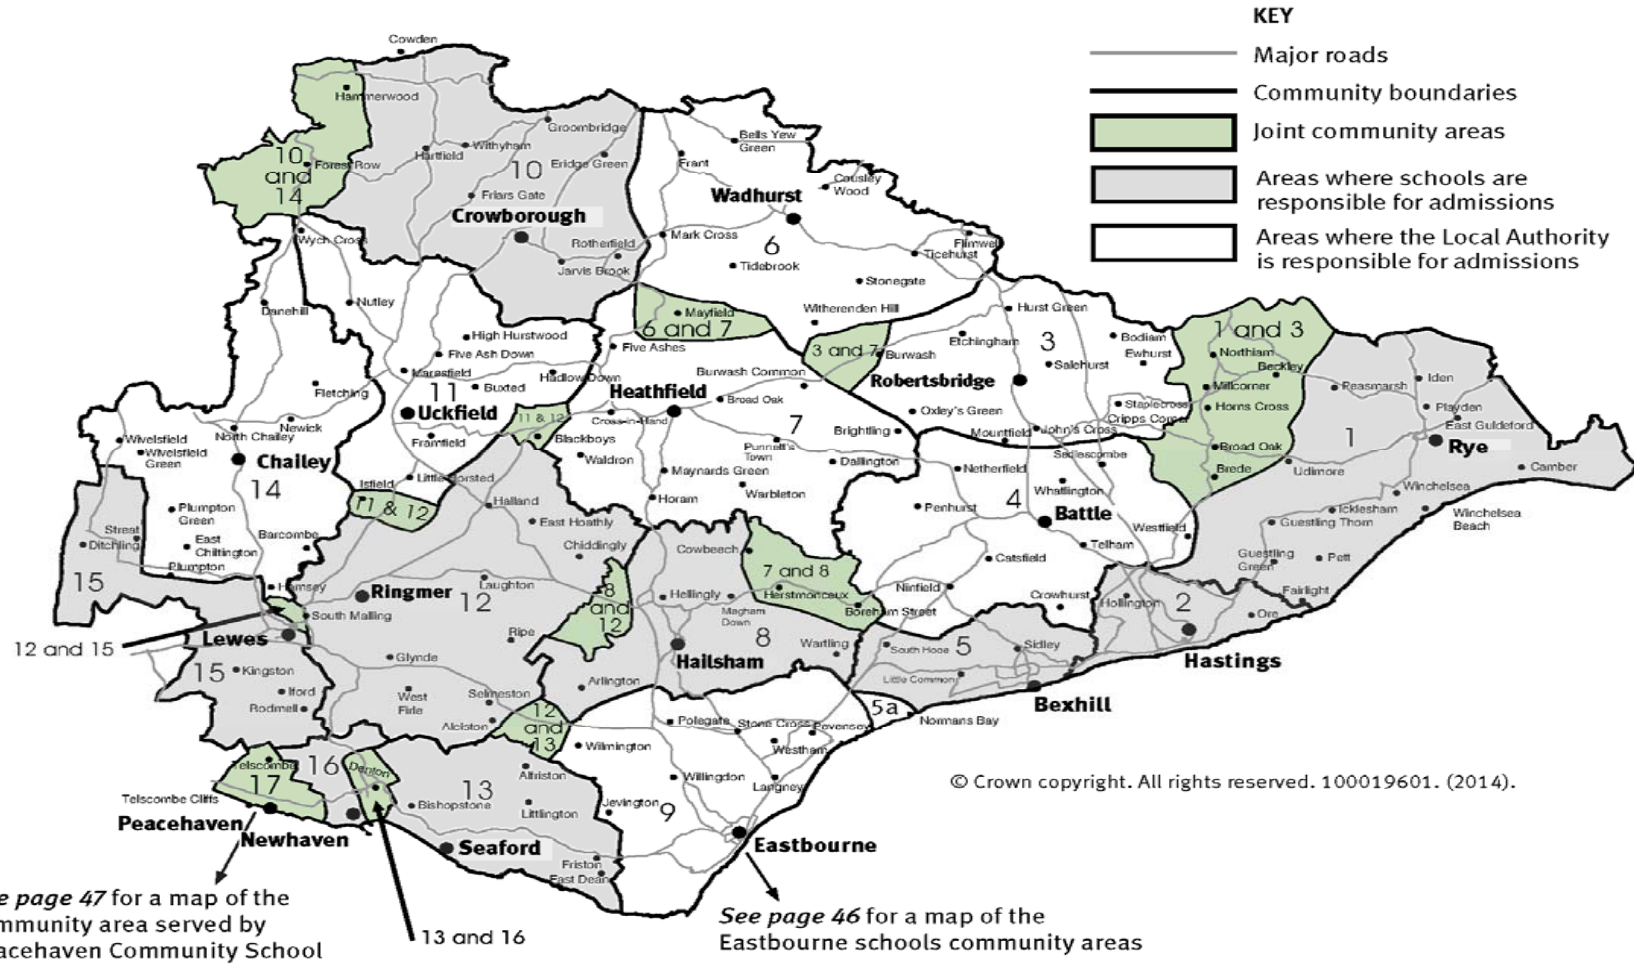 KEY
Major roads
Community boundaries
Joint community areas
Areas where schools are
responsible for admissions
Areas where the Local Authority
is responsible for admissions
Cowden
Hammerwood
Groombridge
Withyham
Hartfield
Eridge Green
10
and
14
Forest Row
10
Friars Gate
Crowborough
Rotherfield
Jarvis Brook
Wych Cross
Bells Yew
Green
Frant
Cousley
Wood
Wadhurst
Mark Cross
6
Tidebrook
Flimwell
Ticehurst
Stonegate
Witherenden Hill
Mayfield
6 and 7
3 and 7
Burwash
Hurst Green
Etchingham
3
Salehurst
Bodiam
Ewhurst
Robertsbridge
1 and 3
Northiam
Beckley
Millcorner
Horns Cross
Broad Oak
Brede
Staplecross
Cripps Corner
Peasmarsh
Iden
Playden
East Guldeford
1
Rye
Udimore
Camber
Winchelsea
Icklesham
Winchelsea
Beach
Guestling Thorn
Guestling
Green
Pett
Fairlight
Danehill
Nutley
High Hurstwood
Five Ash Down
Maresfield
11
Buxted
Hadlow Down
Uckfield
Framfield
11 & 12
Blackboys
Fletching
Newick
North Chailey
Wivelsfield
Wivelsfield
Green
Chailey
14
Little Horsted
Isfield
11 & 12
Plumpton
Green
East
Chiltington
Barcombe
Plumpton
Streat
Ditchling
15
Hamsey
South Malling
12 and 15
Lewes
15
Kingston
Iford
Rodmell
Five Ashes
Burwash Common
Heathfield
Broad Oak
Cross-in-Hand
7
Punnett's
Town
Brightling
Dallington
Waldron
Maynards Green
Warbleton
Horam
Oxley's Green
Mountfield
John's Cross
Netherfield
Sedlescombe
Whatlington
4
Battle
Penhurst
Telham
Westfield
Catsfield
Ninfield
Crowhurst
Halland
East Hoathly
Chiddingly
Ringmer
12
Laughton
Ripe
Glynde
West
Firle
Selmeston
Alciston
8
and
12
Cowbeech
7 and 8
Herstmonceux
Boreham Street
Hellingly
Magham
Down
8
Wartling
Hailsham
Arlington
South Hooe
5
Sidley
Little Common
Bexhill
Hollington
2
Ore
Hastings
5a
Normans Bay
12
and
13
Polegate
Stone Cross
Pevensey
Westham
Wilmington
Willingdon
Langney
Jevington
9
Eastbourne
Telscombe
17
16
Denton
Telscombe Cliffs
Peacehaven
Newhaven
13
Alfriston
Bishopstone
Littlington
Seaford
Friston
East Dean
13 and 16
© Crown copyright. All rights reserved. 100019601. (2014).
e page 47 for a map of the
mmunity area served by
acehaven Community School
See page 46 for a map of the
Eastbourne schools community areas